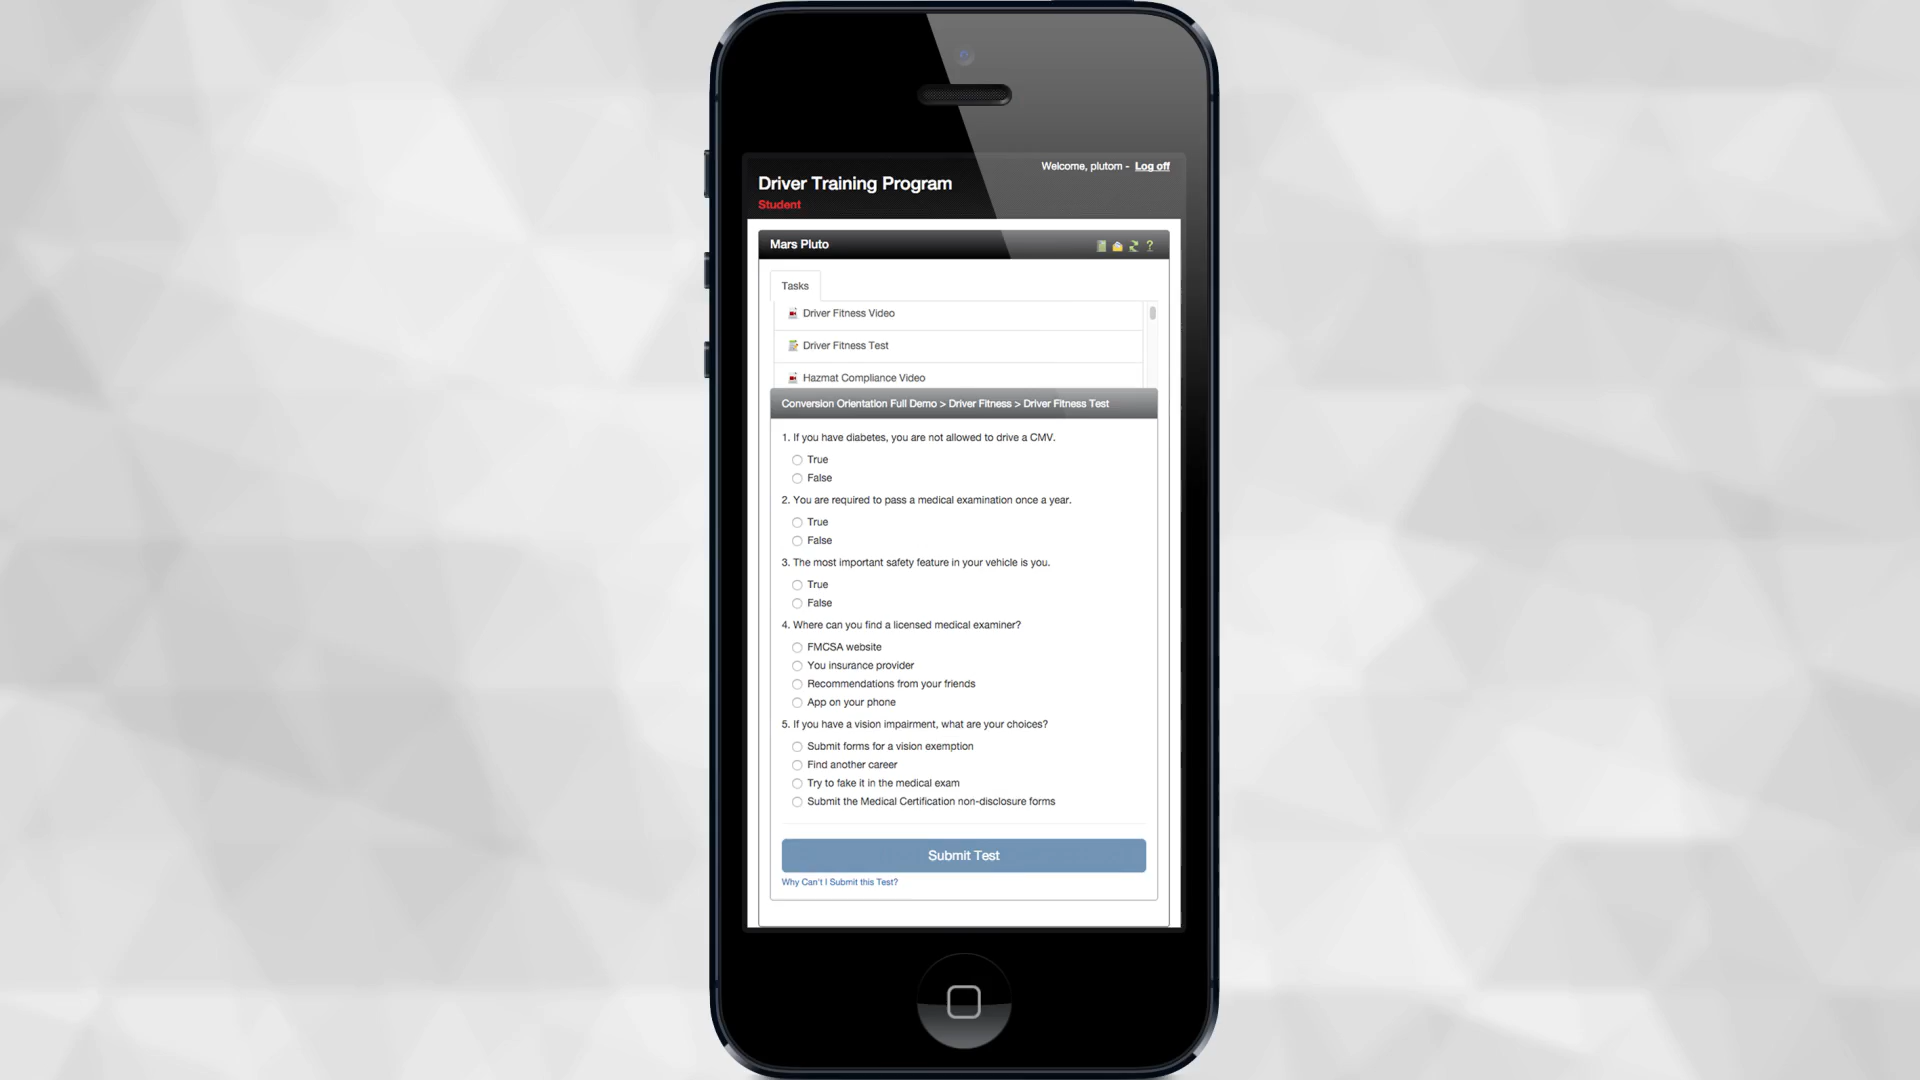 Welcome, plutom - Log off
Driver Training Program
Student
Mars Pluto
?
Tasks
Driver Fitness Video
Driver Fitness Test
Hazmat Compliance Video
Conversion Orientation Full Demo > Driver Fitness > Driver Fitness Test
1. If you have diabetes, you are not allowed to drive a CMV.
True
False
2. You are required to pass a medical examination once a year.
True
False
3. The most important safety feature in your vehicle is you.
True
False
4. Where can you find a licensed medical examiner?
FMCSA website
You insurance provider
Recommendations from your friends
App on your phone
5. If you have a vision impairment, what are your choices?
Submit forms for a vision exemption
Find another career
Try to fake it in the medical exam
Submit the Medical Certification non-disclosure forms
Submit Test
Why Can't I Submit this Test?